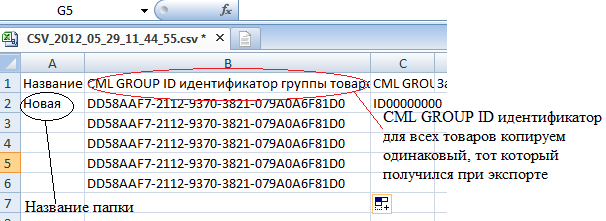 G5
fx
CSV_2012_05_29_11_44_55.csv *
A B C
1 Название CML GROUP ID идентификатор группы товаро CML GROU За
2 Новая DD58AAF7-2112-9370-3821-079A0A6F81D0 ID00000000
3 DD58AAF7-2112-9370-3821-079A0A6F81D0
4 DD58AAF7-2112-9370-3821-079A0A6F81D0
5 DD58AAF7-2112-9370-3821-079A0A6F81D0
6 DD58AAF7-2112-9370-3821-079A0A6F81D0
7
CML GROUP ID идентификатор
для всех товаров копируем
одинаковый, тот который
получился при экспорте
Название папки